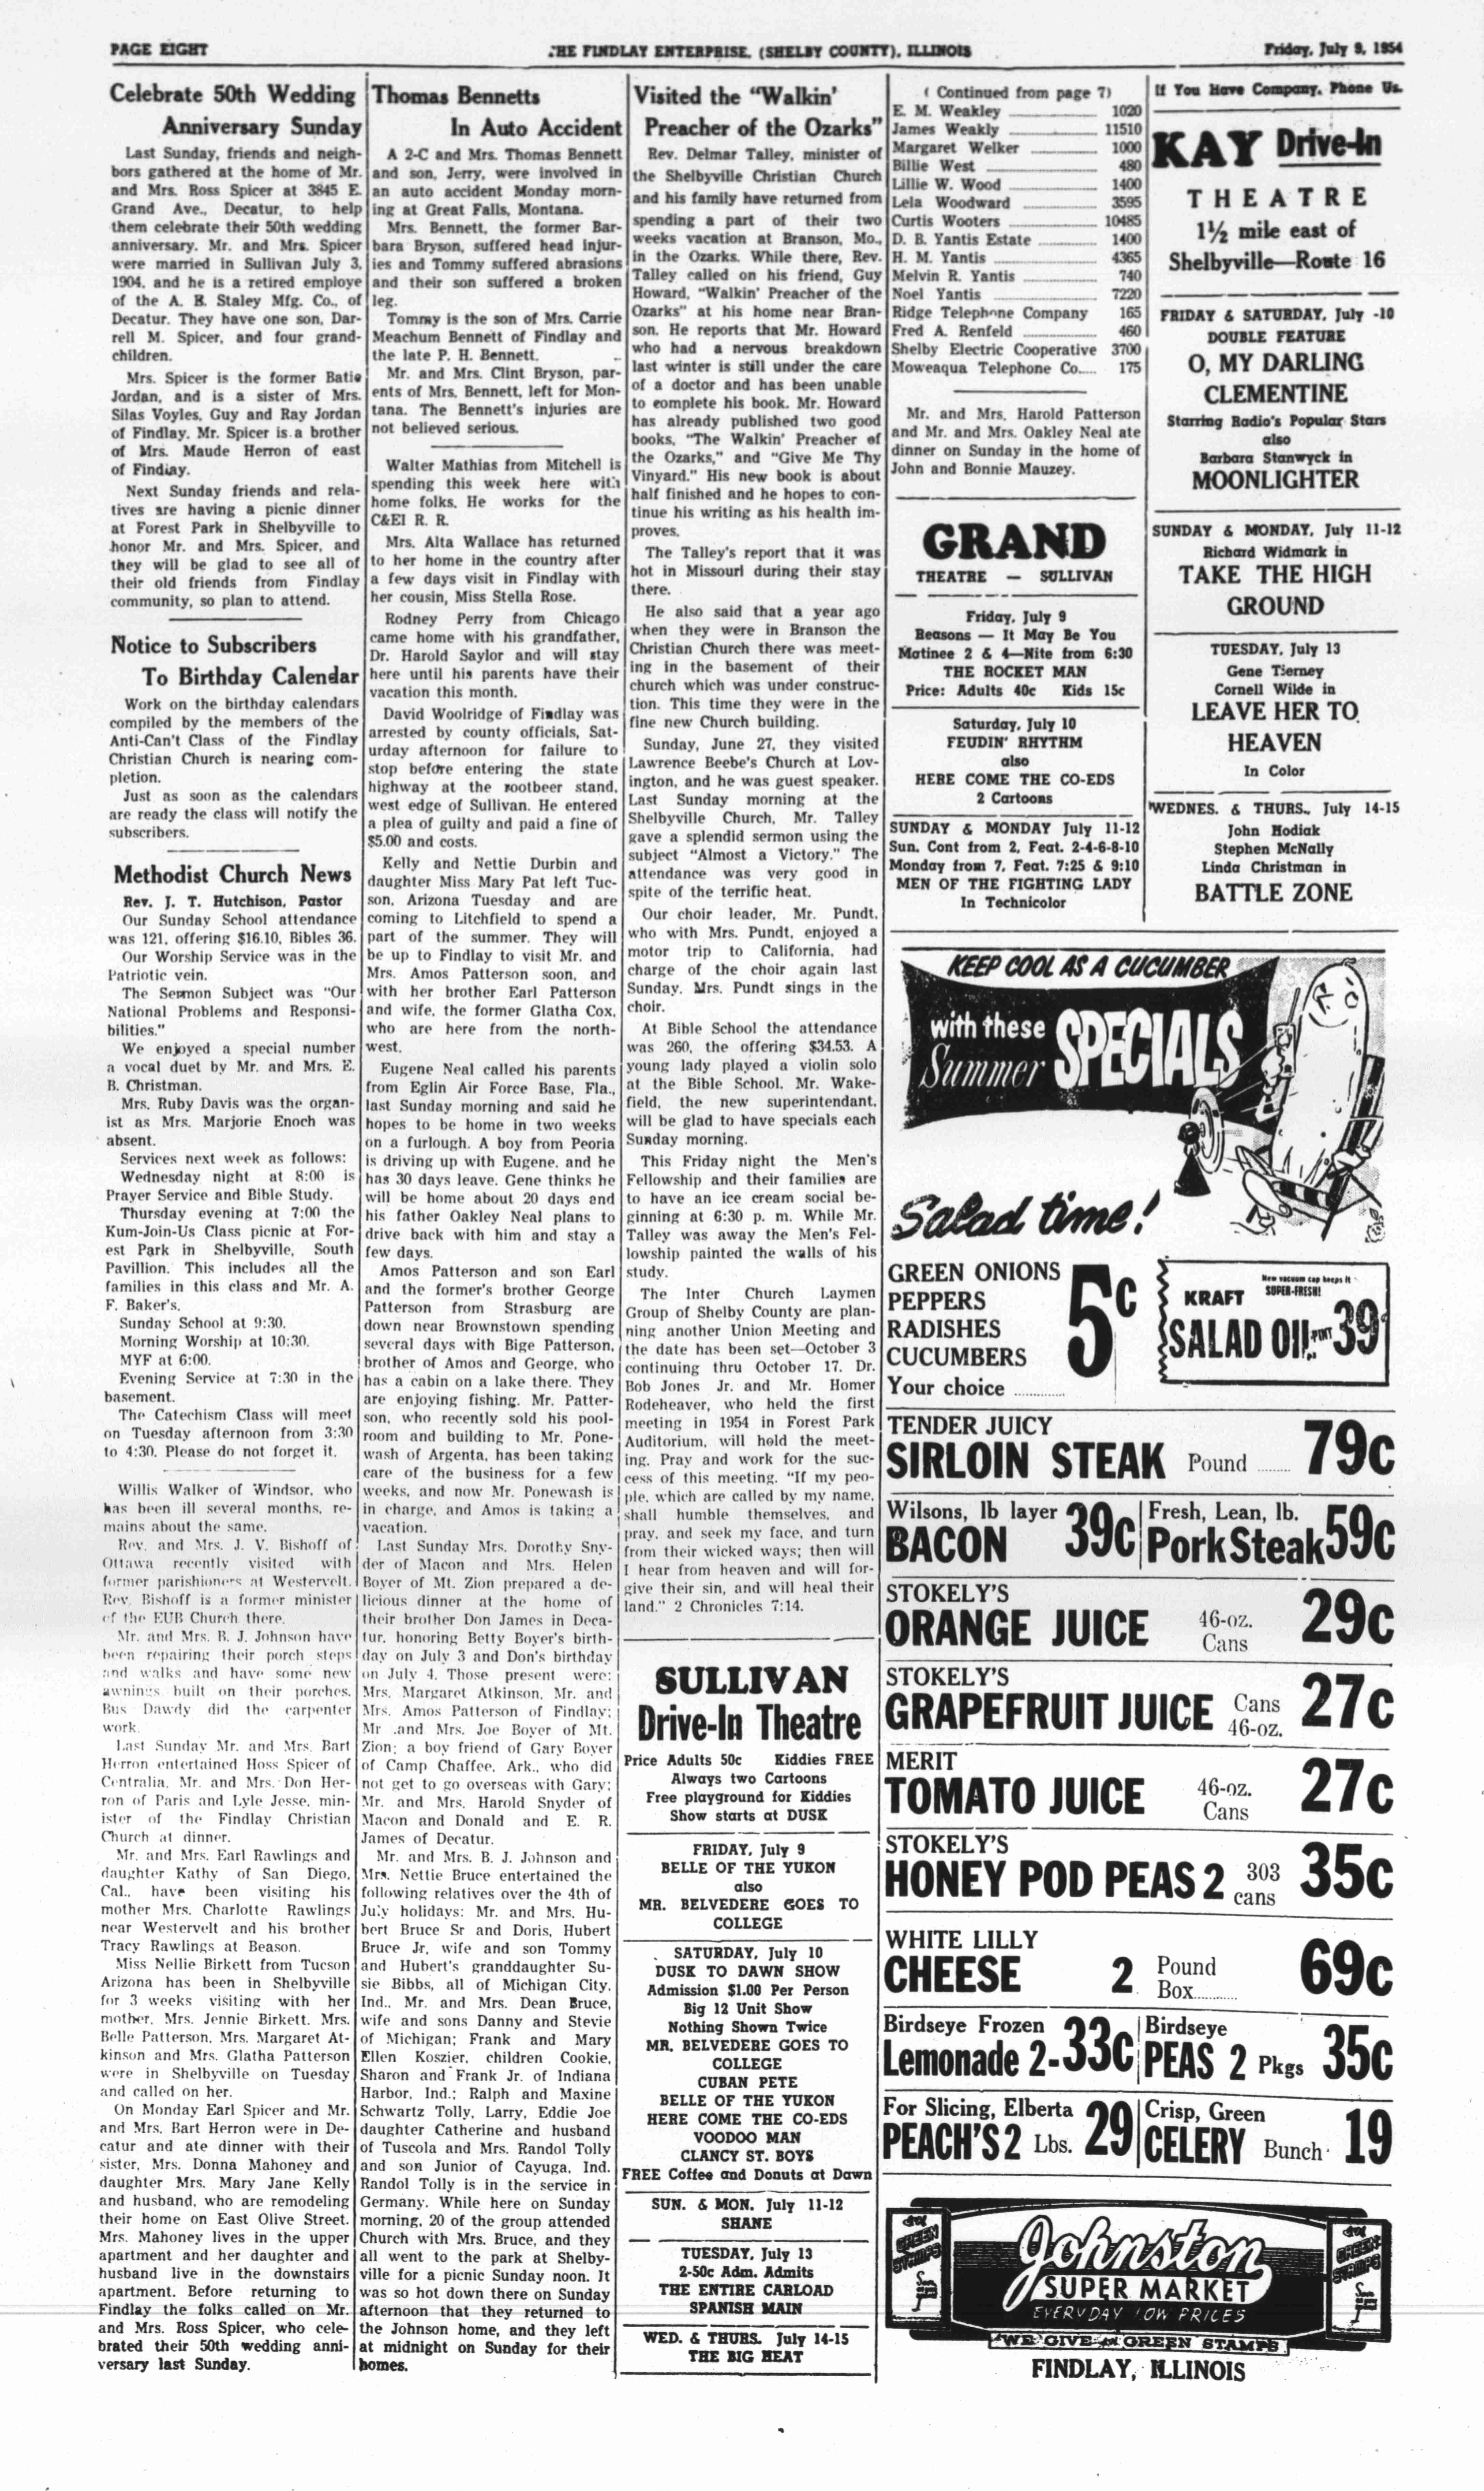 PAGE EIGHT
THE FINDLAY ENTERPRISE, (SHELBY COUNTY), ILLINOIS
Friday, July 9, 1954
Celebrate 50th Wedding
Anniversary Sunday
Last Sunday, friends and neigh-
bors gathered at the home of Mr.
and Mrs. Ross Spicer at 3845 E.
Grand Ave., Decatur, to help
them celebrate their 50th wedding
anniversary. Mr. and Mrs. Spicer
were married in Sullivan July 3,
1904, and he is a retired employe
of the A. E. Staley Mfg. Co., of
Decatur. They have one son, Dar-
rell M. Spicer, and four grand-
children.
Mrs. Spicer is the former Batie
Jordan, and is a sister of Mrs.
Silas Voyles, Guy and Ray Jordan
of Findlay. Mr. Spicer is a brother
of Mrs. Maude Herron of east
of Findlay.
Next Sunday friends and rela-
tives are having a picnic dinner
at Forest Park in Shelbyville to
honor Mr. and Mrs. Spicer, and
they will be glad to see all of
their old friends from Findlay
community, so plan to attend.
Notice to Subscribers
To Birthday Calendar
Work on the birthday calendars
compiled by the members of the
Anti-Can't Class of the Findlay
Christian Church is nearing com-
pletion.
Just as soon as the calendars
are ready the class will notify the
subscribers.
Methodist Church News
Rev. J. T. Hutchison, Pastor
Our Sunday School attendance
was 121, offering $16.10, Bibles 36.
Our Worship Service was in the
Patriotic vein.
The Sermon Subject was "Our
National Problems and Responsi-
bilities."
We enjoyed a special number
a vocal duet by Mr. and Mrs. E.
B. Christman.
Mrs. Ruby Davis was the organ-
ist as Mrs. Marjorie Enoch was
absent.
Services next week as follows:
Wednesday night at 8:00 is
Prayer Service and Bible Study.
Thursday evening at 7:00 the
Kum-Join-Us Class picnic at For-
est Park in Shelbyville, South
Pavillion. This includes all the
families in this class and Mr. A.
F. Baker's.
Sunday School at 9:30.
Morning Worship at 10:30.
MYF at 6:00.
Evening Service at 7:30 in the
basement.
The Catechism Class will meet
on Tuesday afternoon from 3:30
to 4:30. Please do not forget it.
Willis Walker of Windsor, who
has been ill several months, re-
mains about the same.
Rev. and Mrs. J. V. Bishoff of
Ottawa recently visited with
former parishioners at Westervelt.
Rev. Bishoff is a former minister
of the EUB Church there.
Mr. and Mrs. B. J. Johnson have
been repairing their porch steps
and walks and have some new
awnings built on their porches.
Bus Dawdy did the carpenter
work.
Last Sunday Mr. and Mrs. Bart
Herron entertained Hoss Spicer of
Centralia, Mr. and Mrs. Don Her-
ron of Paris and Lyle Jesse, min-
ister of the Findlay Christian
Church at dinner.
Mr. and Mrs. Earl Rawlings and
daughter Kathy of San Diego,
Cal., have been visiting his
mother Mrs. Charlotte Rawlings
near Westervelt and his brother
Tracy Rawlings at Beason.
Miss Nellie Birkett from Tucson
Arizona has been in Shelbyville
for 3 weeks visiting with her
mother, Mrs. Jennie Birkett. Mrs.
Belle Patterson, Mrs. Margaret At-
kinson and Mrs. Glatha Patterson
were in Shelbyville on Tuesday
and called on her.
On Monday Earl Spicer and Mr.
and Mrs. Bart Herron were in De-
catur and ate dinner with their
sister, Mrs. Donna Mahoney and
daughter Mrs. Mary Jane Kelly
and husband, who are remodeling
their home on East Olive Street.
Mrs. Mahoney lives in the upper
apartment and her daughter and
husband live in the downstairs
apartment. Before returning to
Findlay the folks called on Mr.
and Mrs. Ross Spicer, who cele-
brated their 50th wedding anni-
versary last Sunday.
Thomas Bennetts
In Auto Accident
A 2-C and Mrs. Thomas Bennett
and son, Jerry, were involved in
an auto accident Monday morn-
ing at Great Falls, Montana.
Mrs. Bennett, the former Bar-
bara Bryson, suffered head injur-
ies and Tommy suffered abrasions
and their son suffered a broken
leg.
Tommy is the son of Mrs. Carrie
Meachum Bennett of Findlay and
the late P. H. Bennett.
Mr. and Mrs. Clint Bryson, par-
ents of Mrs. Bennett, left for Mon-
tana. The Bennett's injuries are
not believed serious.
Walter Mathias from Mitchell is
spending this week here with
home folks. He works for the
C&EI R. R.
Mrs. Alta Wallace has returned
to her home in the country after
a few days visit in Findlay with
her cousin, Miss Stella Rose.
Rodney Perry from Chicago
came home with his grandfather,
Dr. Harold Saylor and will stay
here until his parents have their
vacation this month.
David Woolridge of Findlay was
arrested by county officials, Sat-
urday afternoon for failure to
stop before entering the state
highway at the rootbeer stand,
west edge of Sullivan. He entered
a plea of guilty and paid a fine of
$5.00 and costs.
Kelly and Nettie Durbin and
daughter Miss Mary Pat left Tuc-
son, Arizona Tuesday and are
coming to Litchfield to spend a
part of the summer. They will
be up to Findlay to visit Mr. and
Mrs. Amos Patterson soon, and
with her brother Earl Patterson
and wife, the former Glatha Cox,
who are here from the north-
west.
Eugene Neal called his parents
from Eglin Air Force Base, Fla.,
last Sunday morning and said he
hopes to be home in two weeks
on a furlough. A boy from Peoria
is driving up with Eugene, and he
has 30 days leave. Gene thinks he
will be home about 20 days and
his father Oakley Neal plans to
drive back with him and stay a
few days.
Amos Patterson and son Earl
and the former's brother George
Patterson from Strasburg are
down near Brownstown spending
several days with Bige Patterson,
brother of Amos and George, who
has a cabin on a lake there. They
are enjoying fishing. Mr. Patter-
son, who recently sold his pool-
room and building to Mr. Pone-
wash of Argenta, has been taking
care of the business for a few
weeks, and now Mr. Ponewash is
in charge, and Amos is taking a
vacation.
Last Sunday Mrs. Dorothy Sny-
der of Macon and Mrs. Helen
Boyer of Mt. Zion prepared a de-
licious dinner at the home of
their brother Don James in Deca-
tur, honoring Betty Boyer's birth-
day on July 3 and Don's birthday
on July 4. Those present were:
Mrs. Margaret Atkinson, Mr. and
Mrs. Amos Patterson of Findlay;
Mr .and Mrs. Joe Boyer of Mt.
Zion; a boy friend of Gary Boyer
of Camp Chaffee, Ark., who did
not get to go overseas with Gary;
Mr. and Mrs. Harold Snyder of
Macon and Donald and E. R.
James of Decatur.
Mr. and Mrs. B. J. Johnson and
Mrs. Nettie Bruce entertained the
following relatives over the 4th of
July holidays: Mr. and Mrs. Hu-
bert Bruce Sr and Doris, Hubert
Bruce Jr, wife and son Tommy
and Hubert's granddaughter Su-
sie Bibbs, all of Michigan City,
Ind., Mr. and Mrs. Dean Bruce,
wife and sons Danny and Stevie
of Michigan; Frank and Mary
Ellen Koszier, children Cookie,
Sharon and Frank Jr. of Indiana
Harbor, Ind.; Ralph and Maxine
Schwartz Tolly, Larry, Eddie Joe
daughter Catherine and husband
of Tuscola and Mrs. Randol Tolly
and son Junior of Cayuga, Ind.
Randol Tolly is in the service in
Germany. While here on Sunday
morning, 20 of the group attended
Church with Mrs. Bruce, and they
all went to the park at Shelby-
ville for a picnic Sunday noon. It
was so hot down there on Sunday
afternoon that they returned to
the Johnson home, and they left
at midnight on Sunday for their
homes.
Visited the "Walkin'
Preacher of the Ozarks"
Rev. Delmar Talley, minister of
the Shelbyville Christian Church
and his family have returned from
spending a part of their two
weeks vacation at Branson, Mo.,
in the Ozarks. While there, Rev.
Talley called on his friend, Guy
Howard, "Walkin' Preacher of the
Ozarks" at his home near Bran-
son. He reports that Mr. Howard
who had a nervous breakdown
last winter is still under the care
of a doctor and has been unable
to complete his book. Mr. Howard
has already published two good
books, "The Walkin' Preacher of
the Ozarks," and "Give Me Thy
Vinyard." His new book is about
half finished and he hopes to con-
tinue his writing as his health im-
proves.
The Talley's report that it was
hot in Missouri during their stay
there.
He also said that a year ago
when they were in Branson the
Christian Church there was meet-
ing in the basement of their
church which was under construc-
tion. This time they were in the
fine new Church building.
Sunday, June 27, they visited
Lawrence Beebe's Church at Lov-
ington, and he was guest speaker.
Last Sunday morning at the
Shelbyville Church, Mr. Talley
gave a splendid sermon using the
subject "Almost a Victory." The
attendance was very good in
spite of the terrific heat.
Our choir leader, Mr. Pundt,
who with Mrs. Pundt, enjoyed a
motor trip to California, had
charge of the choir again last
Sunday. Mrs. Pundt sings in the
choir.
At Bible School the attendance
was 260, the offering $34.53. A
young lady played a violin solo
at the Bible School. Mr. Wake-
field, the new superintendant,
will be glad to have specials each
Sunday morning.
This Friday night the Men's
Fellowship and their families are
to have an ice cream social be-
ginning at 6:30 p. m. While Mr.
Talley was away the Men's Fel-
lowship painted the walls of his
study.
The Inter Church Laymen
Group of Shelby County are plan-
ning another Union Meeting and
the date has been set—October 3
continuing thru October 17. Dr.
Bob Jones Jr. and Mr. Homer
Rodeheaver, who held the first
meeting in 1954 in Forest Park
Auditorium, will hold the meet-
ing. Pray and work for the suc-
cess of this meeting. "If my peo-
ple, which are called by my name,
shall humble themselves, and
pray, and seek my face, and turn
from their wicked ways; then will
I hear from heaven and will for-
give their sin, and will heal their
land." 2 Chronicles 7:14.
SULLIVAN
Drive-In Theatre
Price Adults 50c Kiddies FREE
Always two Cartoons
Free playground for Kiddies
Show starts at DUSK
FRIDAY, July 9
BELLE OF THE YUKON
also
MR. BELVEDERE GOES TO
COLLEGE
SATURDAY, July 10
DUSK TO DAWN SHOW
Admission $1.00 Per Person
Big 12 Unit Show
Nothing Shown Twice
MR. BELVEDERE GOES TO
COLLEGE
CUBAN PETE
BELLE OF THE YUKON
HERE COME THE CO-EDS
VOODOO MAN
CLANCY ST. BOYS
FREE Coffee and Donuts at Dawn
SUN. & MON. July 11-12
SHANE
TUESDAY, July 13
2-50c Adm. Admits
THE ENTIRE CARLOAD
SPANISH MAIN
WED. & THURS. July 14-15
THE BIG HEAT
( Continued from page 7)
E. M. Weakley 1020
James Weakly 11510
Margaret Welker 1000
Billie West 480
Lillie W. Wood 1400
Lela Woodward 3595
Curtis Wooters 10485
D. B. Yantis Estate 1400
H. M. Yantis 4365
Melvin R. Yantis 740
Noel Yantis 7220
Ridge Telephone Company 165
Fred A. Renfeld 460
Shelby Electric Cooperative 3700
Moweaqua Telephone Co. 175
Mr. and Mrs. Harold Patterson
and Mr. and Mrs. Oakley Neal ate
dinner on Sunday in the home of
John and Bonnie Mauzey.
GRAND
THEATRE — SULLIVAN
Friday, July 9
Reasons — It May Be You
Matinee 2 & 4—Nite from 6:30
THE ROCKET MAN
Price: Adults 40c Kids 15c
Saturday, July 10
FEUDIN' RHYTHM
also
HERE COME THE CO-EDS
2 Cartoons
SUNDAY & MONDAY July 11-12
Sun. Cont from 2, Feat. 2-4-6-8-10
Monday from 7, Feat. 7:25 & 9:10
MEN OF THE FIGHTING LADY
In Technicolor
If You Have Company, Phone Us.
KAY Drive-In
THEATRE
1½ mile east of
Shelbyville—Route 16
FRIDAY & SATURDAY, July -10
DOUBLE FEATURE
O, MY DARLING
CLEMENTINE
Starring Radio's Popular Stars
also
Barbara Stanwyck in
MOONLIGHTER
SUNDAY & MONDAY, July 11-12
Richard Widmark in
TAKE THE HIGH
GROUND
TUESDAY, July 13
Gene Tierney
Cornell Wilde in
LEAVE HER TO
HEAVEN
In Color
WEDNES. & THURS., July 14-15
John Hodiak
Stephen McNally
Linda Christman in
BATTLE ZONE
KEEP COOL AS A CUCUMBER
with these
Summer SPECIALS
Salad time!
GREEN ONIONS
PEPPERS
RADISHES
CUCUMBERS
Your choice
5c
New vacuum cap keeps it
SUPER-FRESH!
KRAFT
SALAD OIL PINT 39
TENDER JUICY
SIRLOIN STEAK Pound 79c
Wilsons, lb layer
BACON 39c
Fresh, Lean, lb.
Pork Steak 59c
STOKELY'S
ORANGE JUICE 46-oz. Cans 29c
STOKELY'S
GRAPEFRUIT JUICE Cans 46-oz. 27c
MERIT
TOMATO JUICE 46-oz. Cans 27c
STOKELY'S
HONEY POD PEAS 2 303 cans 35c
WHITE LILLY
CHEESE 2 Pound Box 69c
Birdseye Frozen
Lemonade 2-33c
Birdseye
PEAS 2 Pkgs 35c
For Slicing, Elberta
PEACH'S 2 Lbs. 29
Crisp, Green
CELERY Bunch 19
Johnston
SUPER MARKET
EVERYDAY LOW PRICES
WE GIVE S&H GREEN STAMPS
S&H GREEN STAMPS
S&H GREEN STAMPS
FINDLAY, ILLINOIS